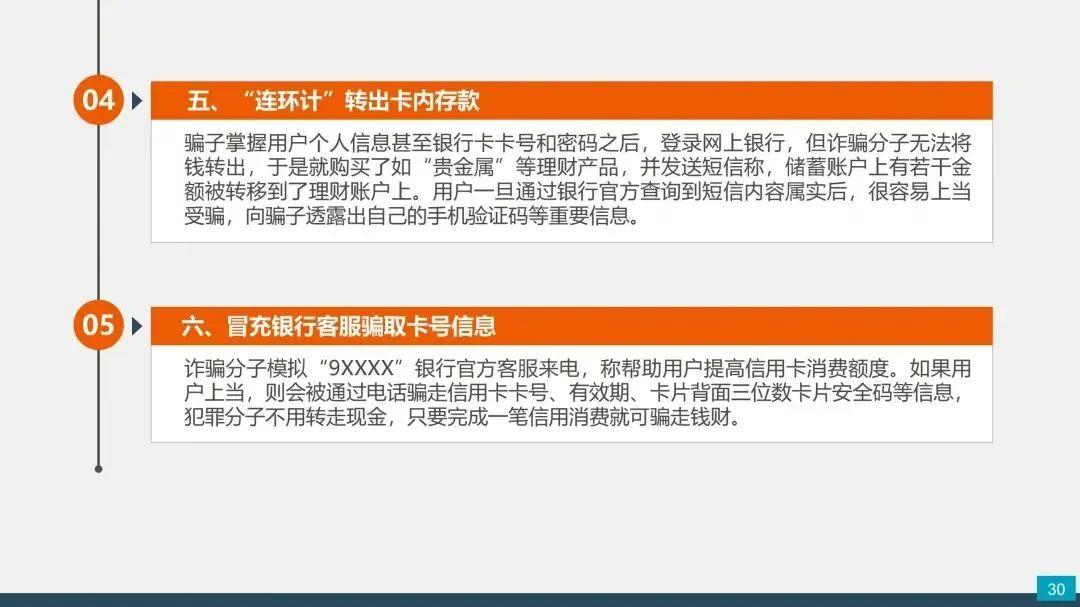 04
五、“连环计”转出卡内存款
骗子掌握用户个人信息甚至银行卡卡号和密码之后，登录网上银行，但诈骗分子无法将
钱转出，于是就购买了如“贵金属”等理财产品，并发送短信称，储蓄账户上有若干金
额被转移到了理财账户上。用户一旦通过银行官方查询到短信内容属实后，很容易上当
受骗，向骗子透露出自己的手机验证码等重要信息。
05
六、冒充银行客服骗取卡号信息
诈骗分子模拟“9XXXX”银行官方客服来电，称帮助用户提高信用卡消费额度。如果用
户上当，则会被通过电话骗走信用卡卡号、有效期、卡片背面三位数卡片安全码等信息，
犯罪分子不用转走现金，只要完成一笔信用消费就可骗走钱财。
30